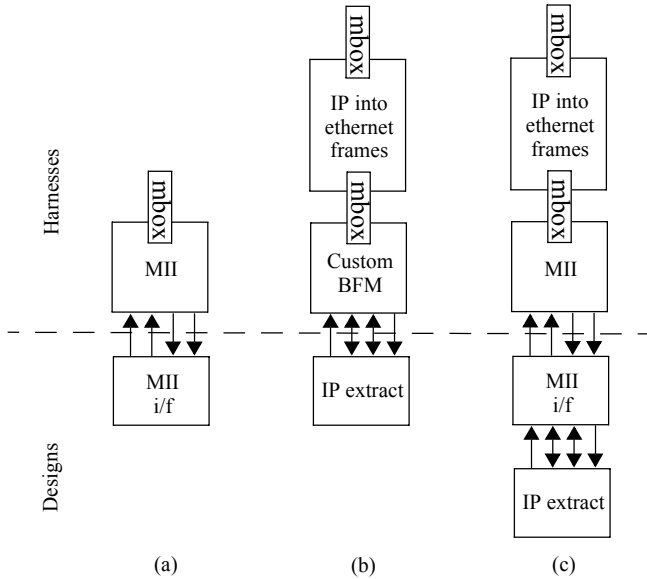 Harnesses
Designs
mbox
MII
MII
i/f
(a)
mbox
IP into
ethernet
frames
mbox
Custom
BFM
IP extract
(b)
mbox
IP into
ethernet
frames
mbox
MII
MII
i/f
IP extract
(c)